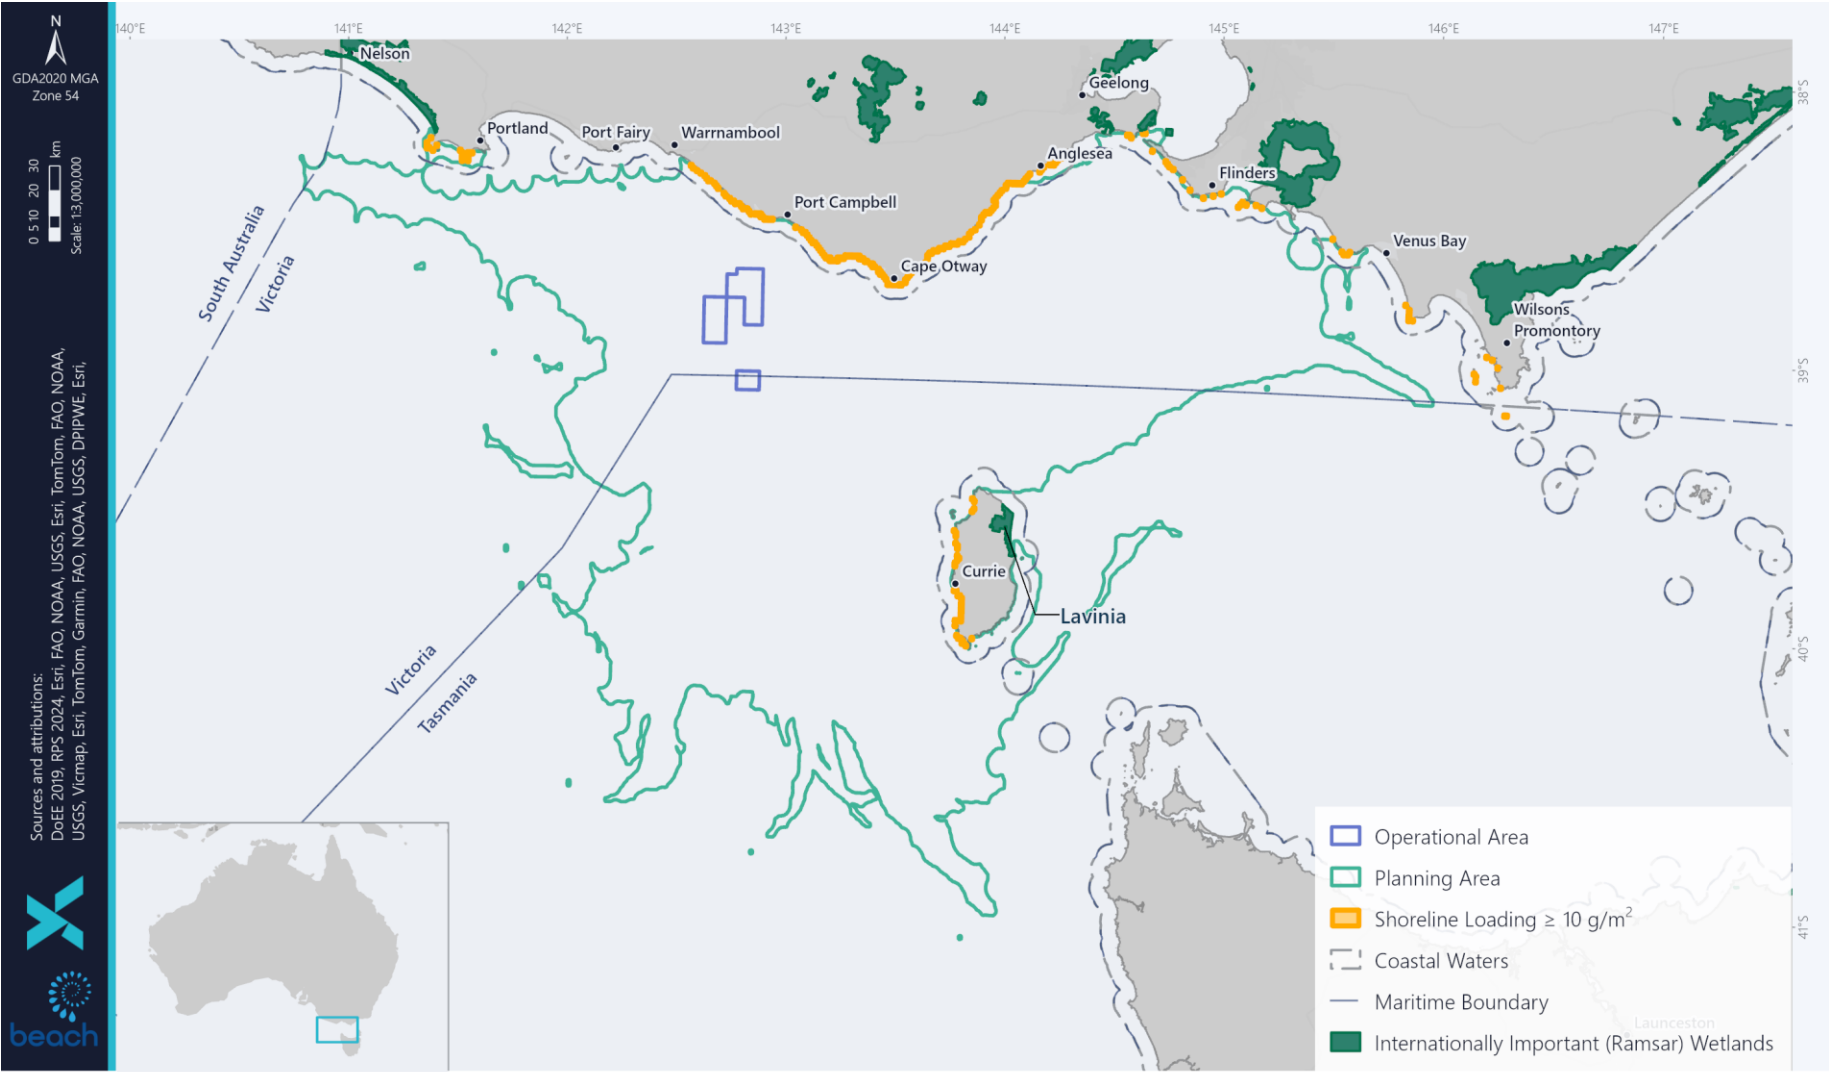 140°E 141°E 142°E 143°E 144°E 145°E 146°E 147°E
N
GDA2020 MGA
Zone 54
0 5 10 20 30 km
Scale: 1:3,000,000
Sources and attributions:
DoEE 2019, RPS 2024, Esri, FAO, NOAA, USGS, Esri, TomTom, FAO, NOAA,
USGS, Vicmap, Esri, TomTom, Garmin, FAO, NOAA, USGS, DPIPWE, Esri,
beach
Nelson
Geelong
Portland
Port Fairy
Warrnambool
Anglesea
Flinders
Port Campbell
Venus Bay
Cape Otway
Wilsons
Promontory
South Australia
Victoria
Currie
Lavinia
Victoria
Tasmania
38°S
39°S
40°S
41°S
Operational Area
Planning Area
Shoreline Loading ≥ 10 g/m²
Coastal Waters
Maritime Boundary
Launceston
Internationally Important (Ramsar) Wetlands